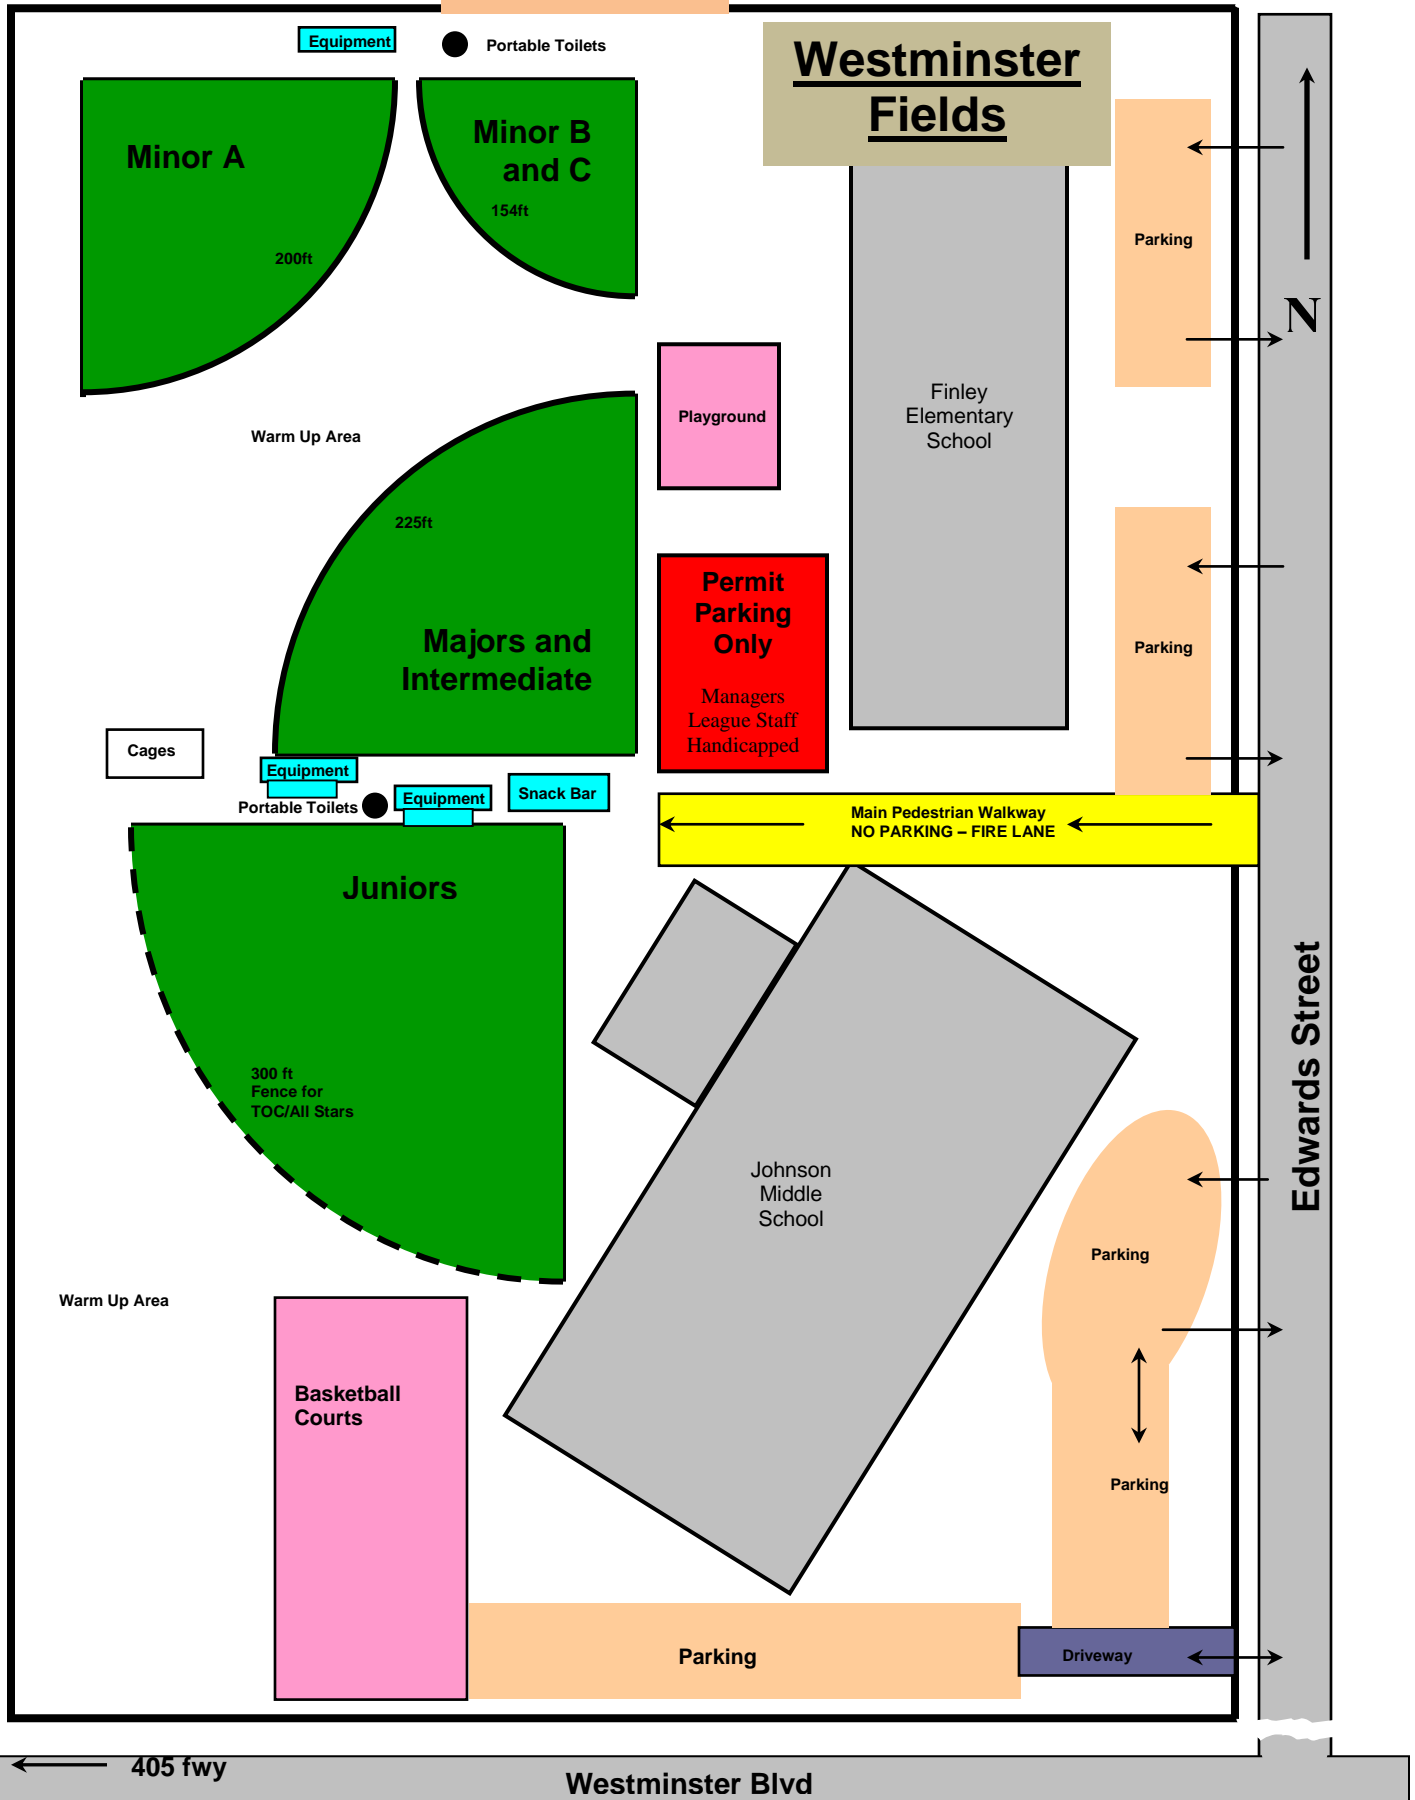 Equipment
Portable Toilets
Westminster
Fields
Minor A
Minor B
and C
154ft
200ft
Parking
N
Playground
Finley
Elementary
School
Warm Up Area
225ft
Permit
Parking
Only
Managers
League Staff
Handicapped
Majors and
Intermediate
Parking
Cages
Equipment
Portable Toilets
Equipment
Snack Bar
Main Pedestrian Walkway
NO PARKING – FIRE LANE
Juniors
Edwards Street
300 ft
Fence for
TOC/All Stars
Johnson
Middle
School
Parking
Warm Up Area
Basketball
Courts
Parking
Parking
Driveway
405 fwy
Westminster Blvd